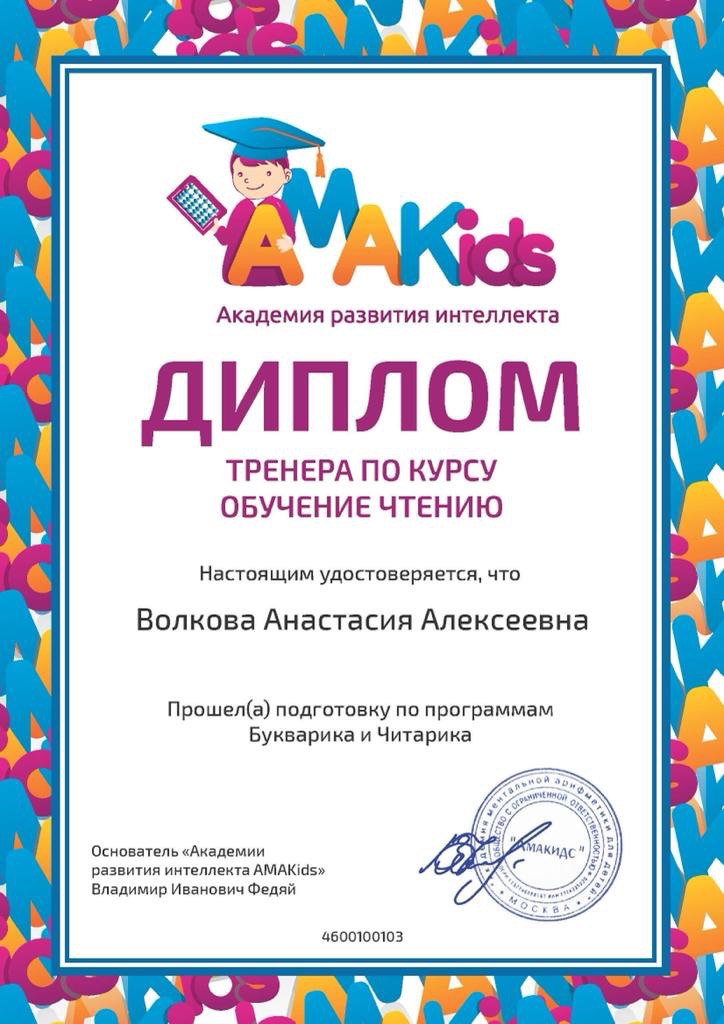 AMAKids
Академия развития интеллекта
ДИПЛОМ
ТРЕНЕРА ПО КУРСУ
ОБУЧЕНИЕ ЧТЕНИЮ
Настоящим удостоверяется, что
Волкова Анастасия Алексеевна
Прошел(а) подготовку по программам
Букварика и Читарика
Основатель «Академии
развития интеллекта AMAKids»
Владимир Иванович Федяй
академия ментальной арифметики для детей
ОБЩЕСТВО С ОГРАНИЧЕННОЙ ОТВЕТСТВЕННОСТЬЮ
"АМАКИДС"
МОСКВА
4600100103